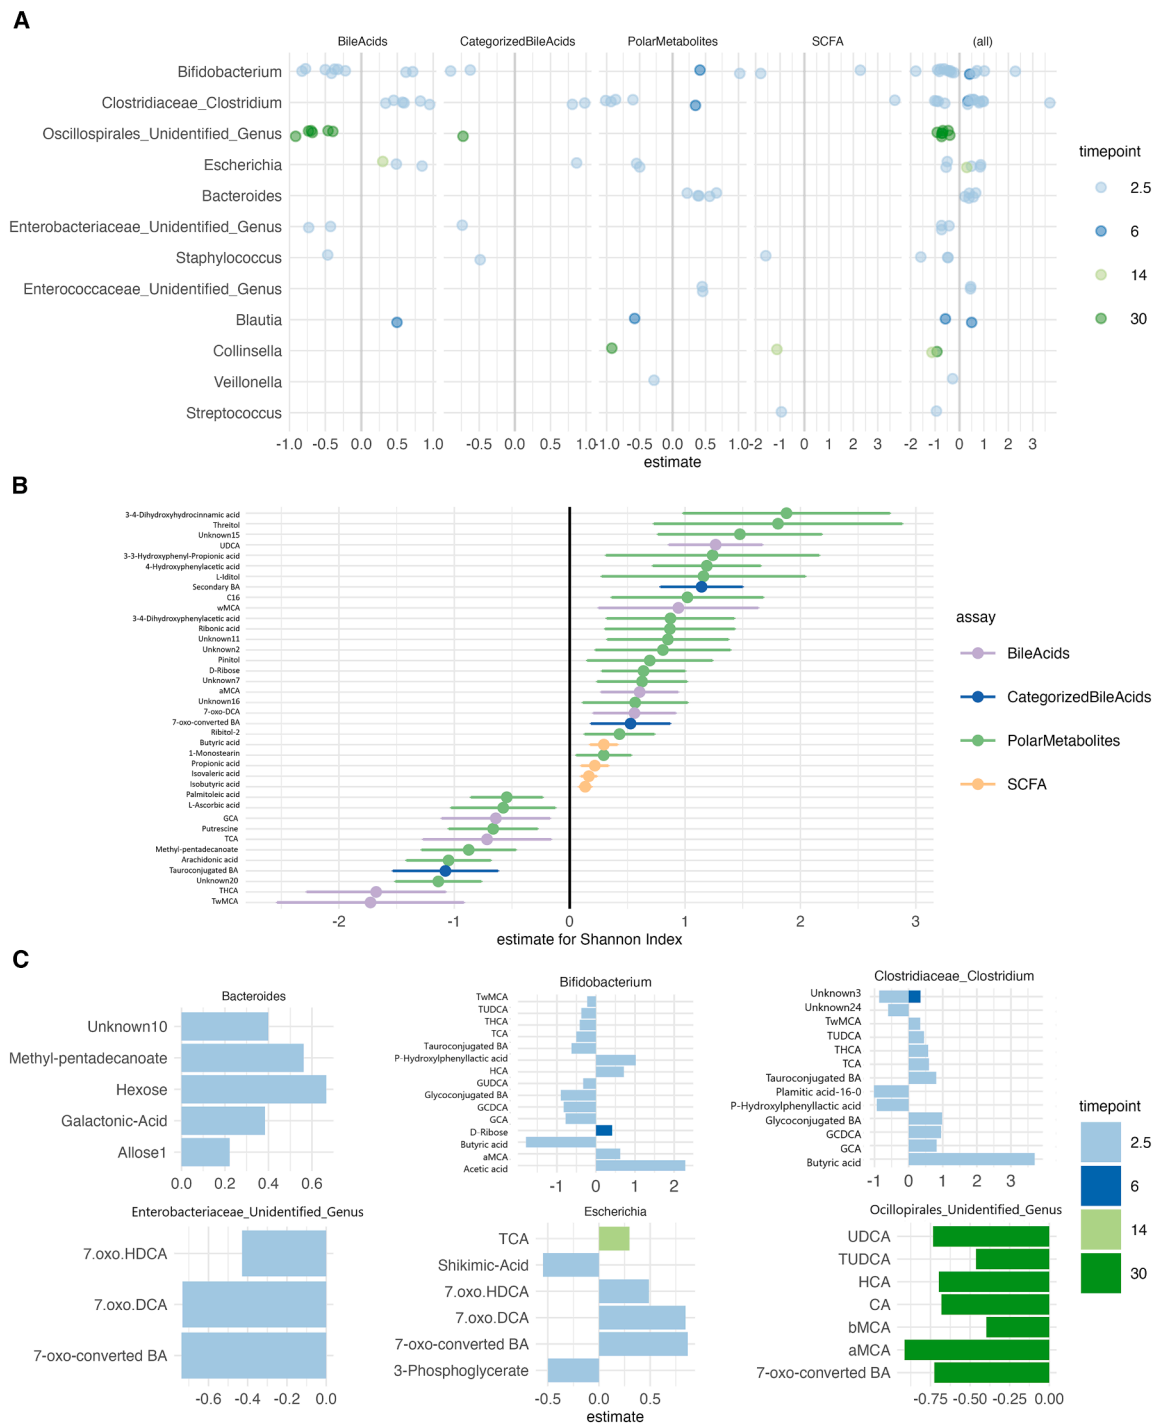 A
BileAcids CategorizedBileAcids PolarMetabolites SCFA (all)
Bifidobacterium
Clostridiaceae_Clostridium
Oscillospirales_Unidentified_Genus
Escherichia
Bacteroides
Enterobacteriaceae_Unidentified_Genus
Staphylococcus
Enterococcaceae_Unidentified_Genus
Blautia
Collinsella
Veillonella
Streptococcus
-1.0 -0.5 0.0 0.5 1.0 -0.5 0.0 0.5 1.0 -1.0 -0.5 0.0 0.5 1.0 -2 -1 0 1 2 3 -2 -1 0 1 2 3
estimate
timepoint
2.5
6
14
30
B
3-4-Dihydroxyhydrocinnamic acid
Threitol
Unknown15
UDCA
3-3-Hydroxyphenyl-Propionic acid
4-Hydroxyphenylacetic acid
L-Iditol
Secondary BA
C16
wMCA
3-4-Dihydroxyphenylacetic acid
Ribonic acid
Unknown11
Unknown2
Pinitol
D-Ribose
Unknown7
aMCA
Unknown16
7-oxo-DCA
7-oxo-converted BA
Ribitol-2
Butyric acid
1-Monostearin
Propionic acid
Isovaleric acid
Isobutyric acid
Palmitoleic acid
L-Ascorbic acid
GCA
Putrescine
TCA
Methyl-pentadecanoate
Arachidonic acid
Tauroconjugated BA
Unknown20
THCA
TwMCA
-2 -1 0 1 2 3
estimate for Shannon Index
assay
BileAcids
CategorizedBileAcids
PolarMetabolites
SCFA
C
Bacteroides
Unknown10
Methyl-pentadecanoate
Hexose
Galactonic-Acid
Allose1
0.0 0.2 0.4 0.6
Bifidobacterium
TwMCA
TUDCA
THCA
TCA
Tauroconjugated BA
P-Hydroxylphenyllactic acid
HCA
GUDCA
Glycoconjugated BA
GCDCA
GCA
D-Ribose
Butyric acid
aMCA
Acetic acid
-1 0 1 2
Clostridiaceae_Clostridium
Unknown3
Unknown24
TwMCA
TUDCA
THCA
TCA
Tauroconjugated BA
Plamitic acid-16-0
P-Hydroxylphenyllactic acid
Glycoconjugated BA
GCDCA
GCA
Butyric acid
-1 0 1 2 3
Enterobacteriaceae_Unidentified_Genus
7.oxo.HDCA
7.oxo.DCA
7-oxo-converted BA
-0.6 -0.4 -0.2 0.0
Escherichia
TCA
Shikimic-Acid
7.oxo.HDCA
7.oxo.DCA
7-oxo-converted BA
3-Phosphoglycerate
-0.5 0.0 0.5
estimate
Ocillopirales_Unidentified_Genus
UDCA
TUDCA
HCA
CA
bMCA
aMCA
7-oxo-converted BA
-0.75 -0.50 -0.25 0.00
timepoint
2.5
6
14
30